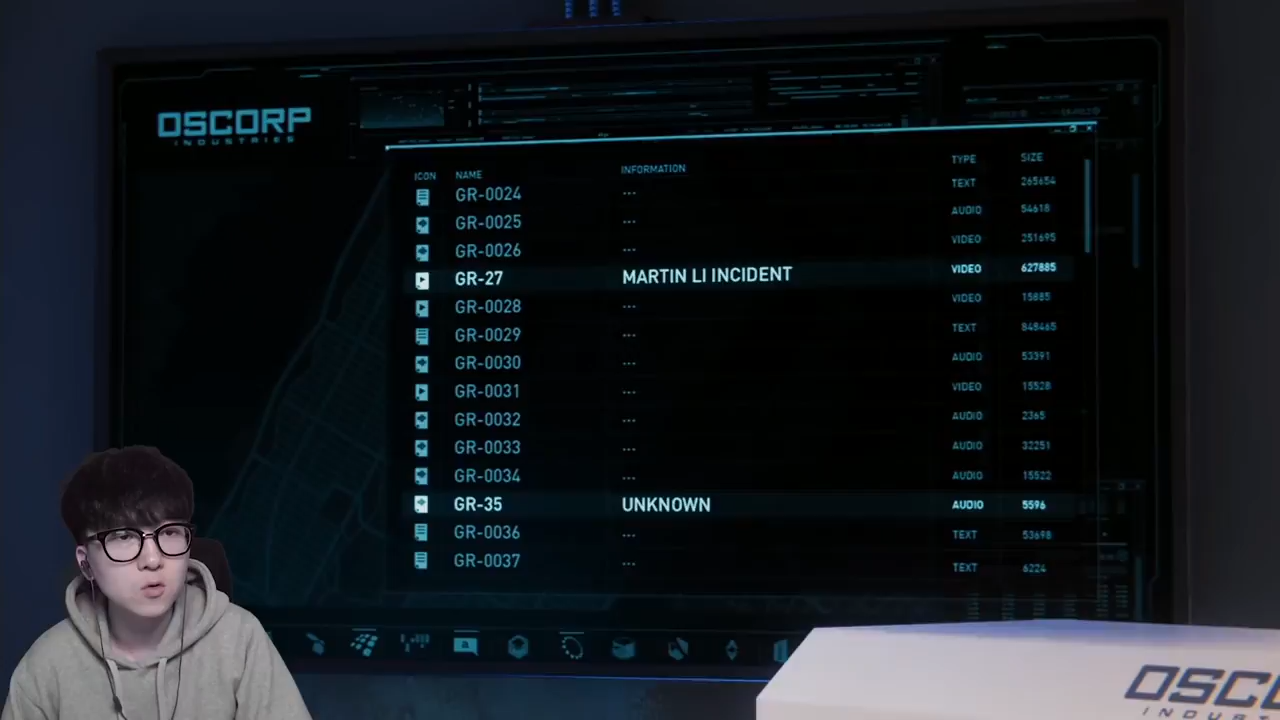 OSCORP
INDUSTRIES
ICON NAME INFORMATION TYPE SIZE
GR-0024 --- TEXT 265654
GR-0025 --- AUDIO 54618
GR-0026 --- VIDEO 251695
GR-27 MARTIN LI INCIDENT VIDEO 627885
GR-0028 --- VIDEO 15885
GR-0029 --- TEXT 848465
GR-0030 --- AUDIO 53391
GR-0031 --- VIDEO 15528
GR-0032 --- AUDIO 2365
GR-0033 --- AUDIO 32251
GR-0034 --- AUDIO 15522
GR-35 UNKNOWN AUDIO 5596
GR-0036 --- TEXT 53698
GR-0037 --- TEXT 6224
OSC
INDUST